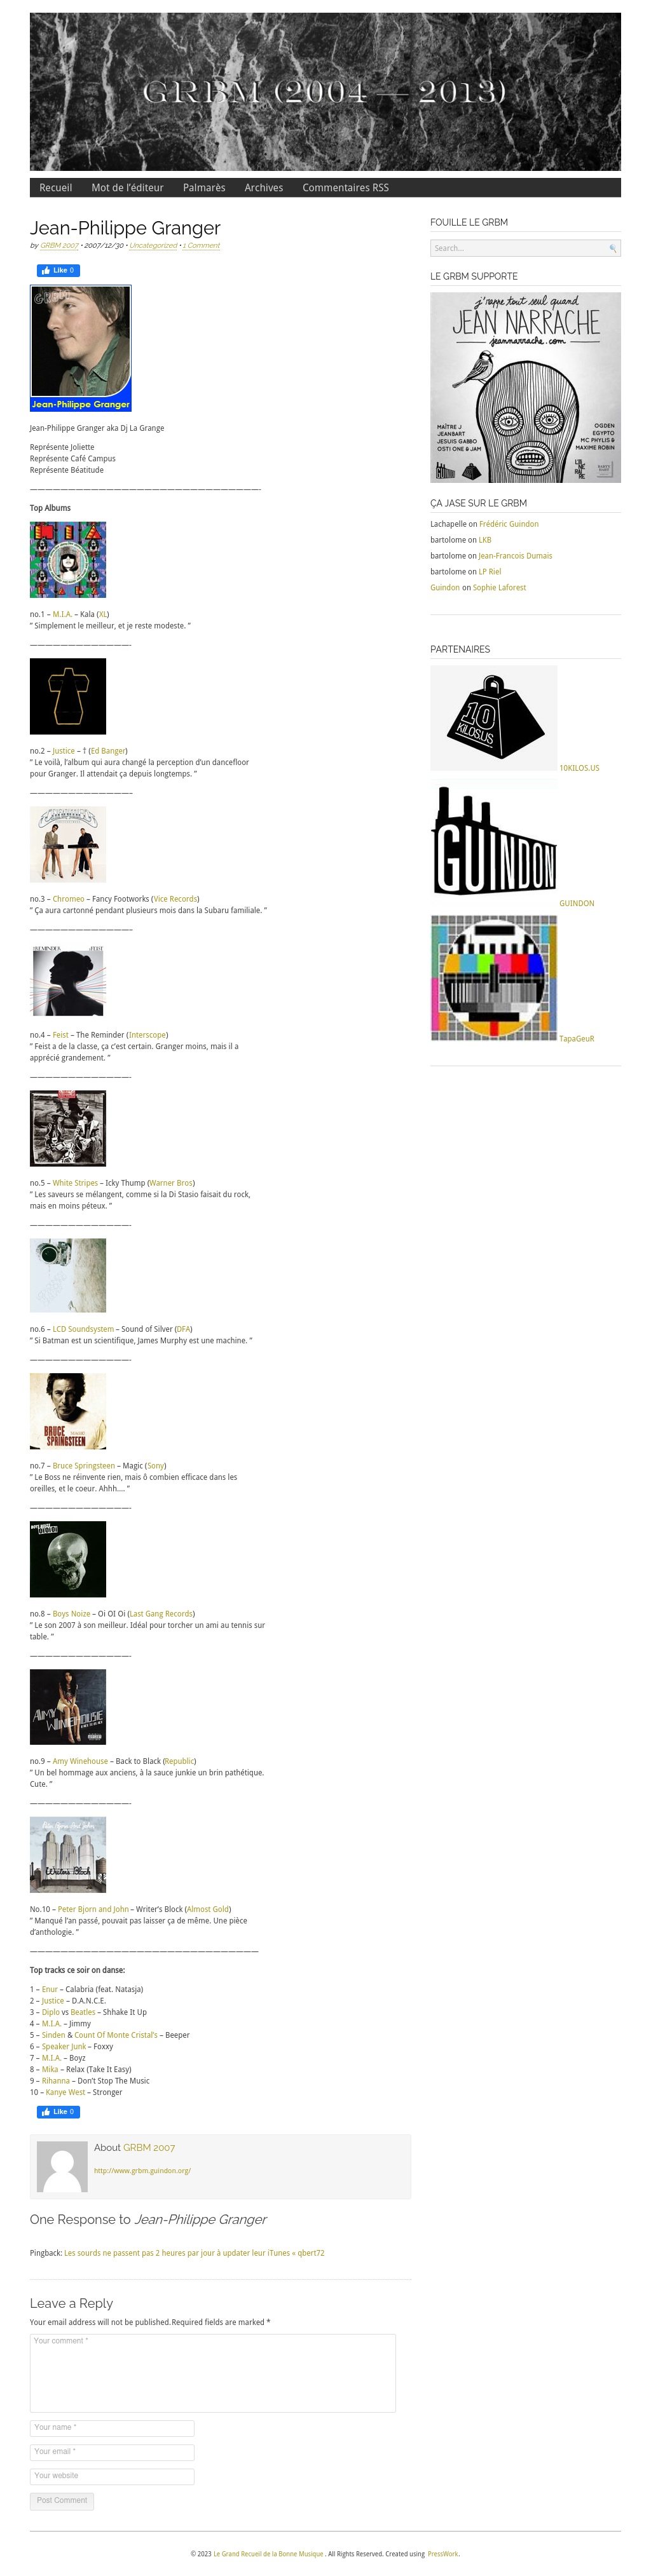 GRBM (2004 — 2013)
Recueil Mot de l’éditeur Palmarès Archives Commentaires RSS
Jean-Philippe Granger
by GRBM 2007 • 2007/12/30 • Uncategorized • 1 Comment
Like 0
Jean-Philippe Granger
Jean-Philippe Granger aka Dj La Grange
Représente Joliette
Représente Café Campus
Représente Béatitude
——————————————————————————————-
Top Albums
no.1 – M.I.A. – Kala (XL)
“ Simplement le meilleur, et je reste modeste. ”
—————————————-
no.2 – Justice – † (Ed Banger)
“ Le voilà, l’album qui aura changé la perception d’un dancefloor
pour Granger. Il attendait ça depuis longtemps. ”
—————————————–
no.3 – Chromeo – Fancy Footworks (Vice Records)
“ Ça aura cartonné pendant plusieurs mois dans la Subaru familiale. ”
—————————————–
REMINDER FEIST
no.4 – Feist – The Reminder (Interscope)
“ Feist a de la classe, ça c’est certain. Granger moins, mais il a
apprécié grandement. ”
—————————————-
no.5 – White Stripes – Icky Thump (Warner Bros)
“ Les saveurs se mélangent, comme si la Di Stasio faisait du rock,
mais en moins péteux. ”
—————————————-
no.6 – LCD Soundsystem – Sound of Silver (DFA)
“ Si Batman est un scientifique, James Murphy est une machine. ”
—————————————-
BRUCE
SPRINGSTEEN
no.7 – Bruce Springsteen – Magic (Sony)
“ Le Boss ne réinvente rien, mais ô combien efficace dans les
oreilles, et le coeur. Ahhh…. ”
—————————————-
BOYS NOIZE
no.8 – Boys Noize – Oi OI Oi (Last Gang Records)
“ Le son 2007 à son meilleur. Idéal pour torcher un ami au tennis sur
table. ”
—————————————-
AMY
WINEHOUSE
no.9 – Amy Winehouse – Back to Black (Republic)
“ Un bel hommage aux anciens, à la sauce junkie un brin pathétique.
Cute. ”
—————————————-
Peter Bjorn And John
Writer's Block
No.10 – Peter Bjorn and John – Writer’s Block (Almost Gold)
“ Manqué l’an passé, pouvait pas laisser ça de même. Une pièce
d’anthologie. ”
——————————————————————————————
Top tracks ce soir on danse:
1 – Enur – Calabria (feat. Natasja)
2 – Justice – D.A.N.C.E.
3 – Diplo vs Beatles – Shhake It Up
4 – M.I.A. – Jimmy
5 – Sinden & Count Of Monte Cristal’s – Beeper
6 – Speaker Junk – Foxxy
7 – M.I.A. – Boyz
8 – Mika – Relax (Take It Easy)
9 – Rihanna – Don’t Stop The Music
10 – Kanye West – Stronger
Like 0
About GRBM 2007
http://www.grbm.guindon.org/
One Response to Jean-Philippe Granger
Pingback: Les sourds ne passent pas 2 heures par jour à updater leur iTunes « qbert72
Leave a Reply
Your email address will not be published.Required fields are marked *
Your comment *
Your name *
Your email *
Your website
Post Comment
FOUILLE LE GRBM
Search...
LE GRBM SUPPORTE
j'rappe tout seul quand
JEAN NARRACHE
jeannarrache.com
MAÎTRE J
JEANBART
JESUIS GABBO
OSTI ONE & JAM
OGDEN
EGYPTO
MC PHYLIS &
MAXIME ROBIN
ÇA JASE SUR LE GRBM
Lachapelle on Frédéric Guindon
bartolome on LKB
bartolome on Jean-Francois Dumais
bartolome on LP Riel
Guindon on Sophie Laforest
PARTENAIRES
10
KILOS.US
10KILOS.US
GUINDON
GUINDON
TapaGeuR
© 2023 Le Grand Recueil de la Bonne Musique . All Rights Reserved. Created using PressWork.